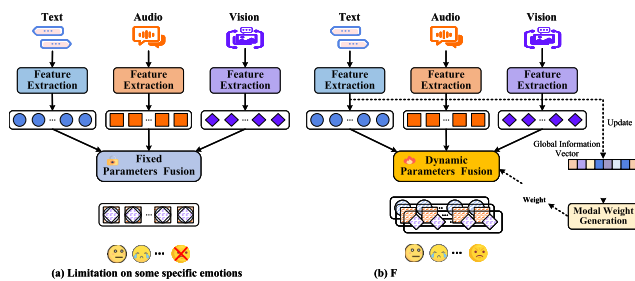 Text Audio Vision
Feature Extraction
Feature Extraction
Feature Extraction
... ... ...
Fixed
Parameters Fusion
...
...
(a) Limitation on some specific emotions
Text Audio Vision
Feature Extraction
Feature Extraction
Feature Extraction
... ... ...
Update
Global Information
Vector
Dynamic
Parameters Fusion
Weight
Modal Weight
Generation
...
...
(b) F